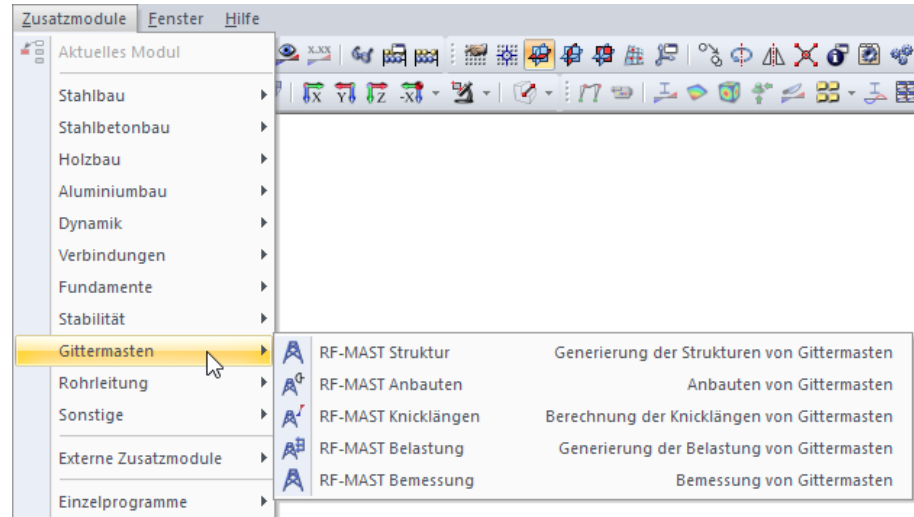 Zusatzmodule Fenster Hilfe
Aktuelles Modul
x.xx
X Y Z -X
Stahlbau
Stahlbetonbau
Holzbau
Aluminiumbau
Dynamik
Verbindungen
Fundamente
Stabilität
Gittermasten
Rohrleitung
Sonstige
Externe Zusatzmodule
Einzelprogramme
RF-MAST Struktur Generierung der Strukturen von Gittermasten
RF-MAST Anbauten Anbauten von Gittermasten
RF-MAST Knicklängen Berechnung der Knicklängen von Gittermasten
RF-MAST Belastung Generierung der Belastung von Gittermasten
RF-MAST Bemessung Bemessung von Gittermasten